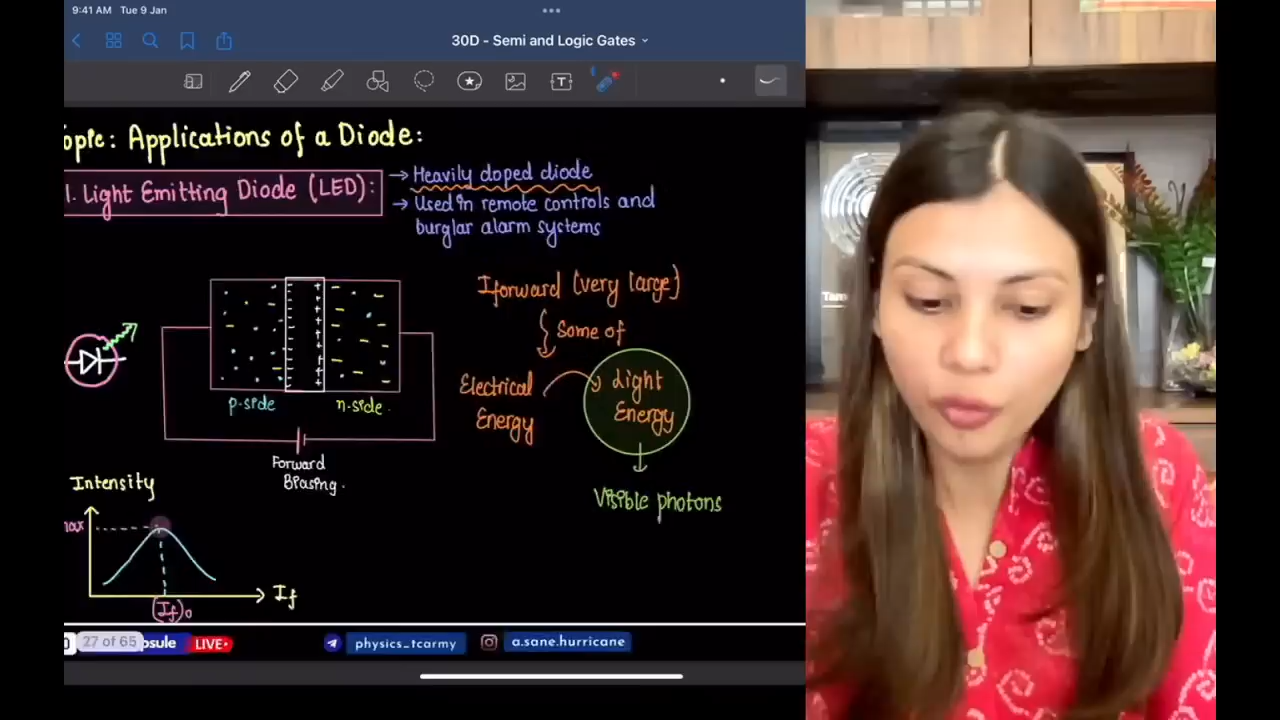 9:41 AM Tue 9 Jan
30D - Semi and Logic Gates
T
opic: Applications of a Diode:
1. Light Emitting Diode (LED):
→ Heavily doped diode
→ Used in remote controls and
burglar alarm systems
Iforward (very large)
Some of
Electrical
Energy
Light
Energy
Visible photons
p-side
n-side.
Forward
Biasing.
Intensity
max
If
(If)0
27 of 65
psule
LIVE
physics_tcarmy
a.sane.hurricane